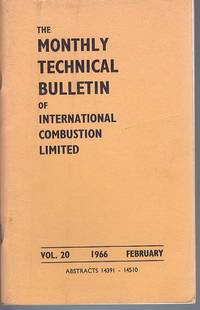 THE
MONTHLY
TECHNICAL
BULLETIN
OF
INTERNATIONAL
COMBUSTION
LIMITED
VOL. 20 1966 FEBRUARY
ABSTRACTS 14391 - 14510